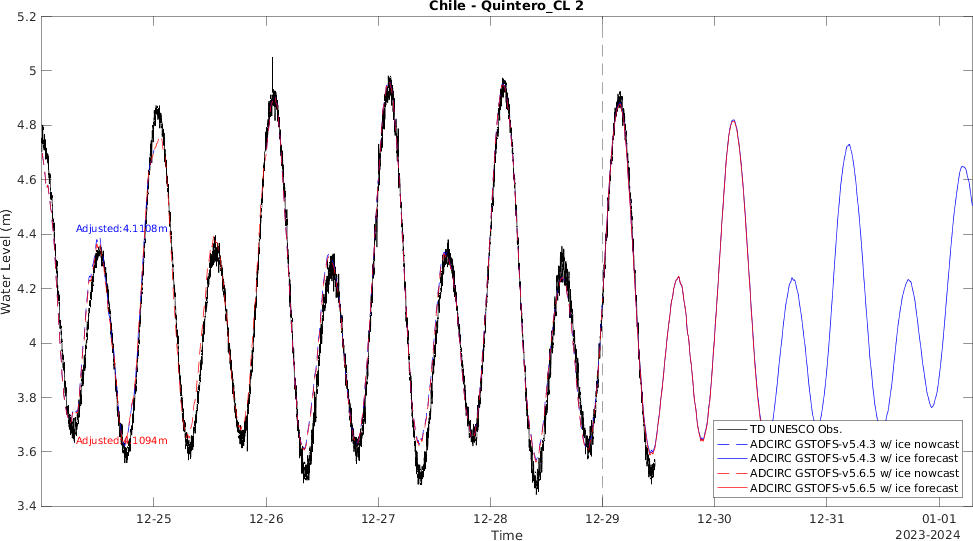 Chile - Quintero_CL 2
Water Level (m)
5.2
5
4.8
4.6
4.4
4.2
4
3.8
3.6
3.4
Adjusted:4.1108m
Adjusted:4.1094m
TD UNESCO Obs.
ADCIRC GSTOFS-v5.4.3 w/ ice nowcast
ADCIRC GSTOFS-v5.4.3 w/ ice forecast
ADCIRC GSTOFS-v5.6.5 w/ ice nowcast
ADCIRC GSTOFS-v5.6.5 w/ ice forecast
12-25 12-26 12-27 12-28 12-29 12-30 12-31 01-01
Time
2023-2024